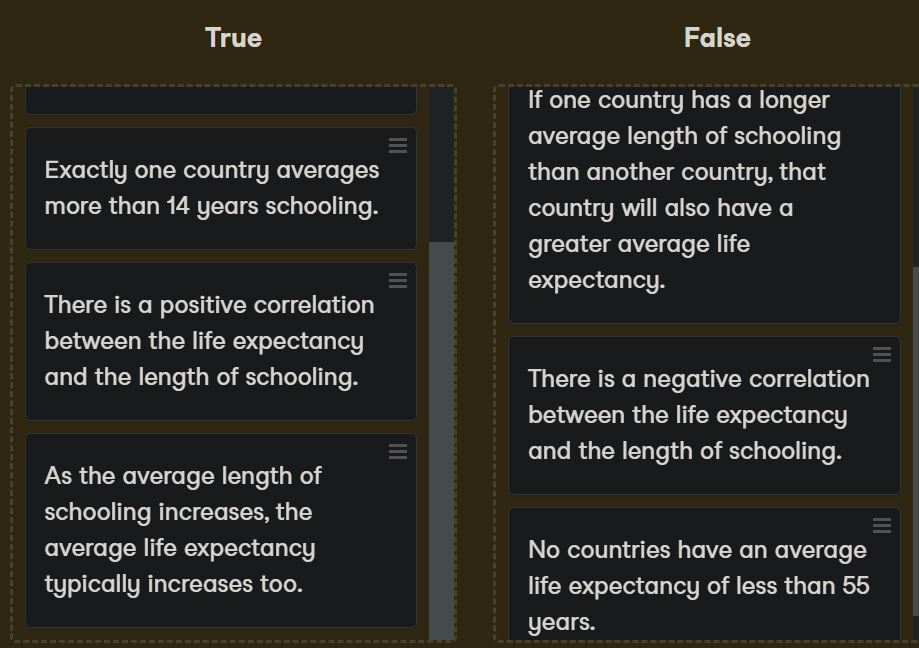 True
Exactly one country averages
more than 14 years schooling.
There is a positive correlation
between the life expectancy
and the length of schooling.
As the average length of
schooling increases, the
average life expectancy
typically increases too.
False
If one country has a longer
average length of schooling
than another country, that
country will also have a
greater average life
expectancy.
There is a negative correlation
between the life expectancy
and the length of schooling.
No countries have an average
life expectancy of less than 55
years.